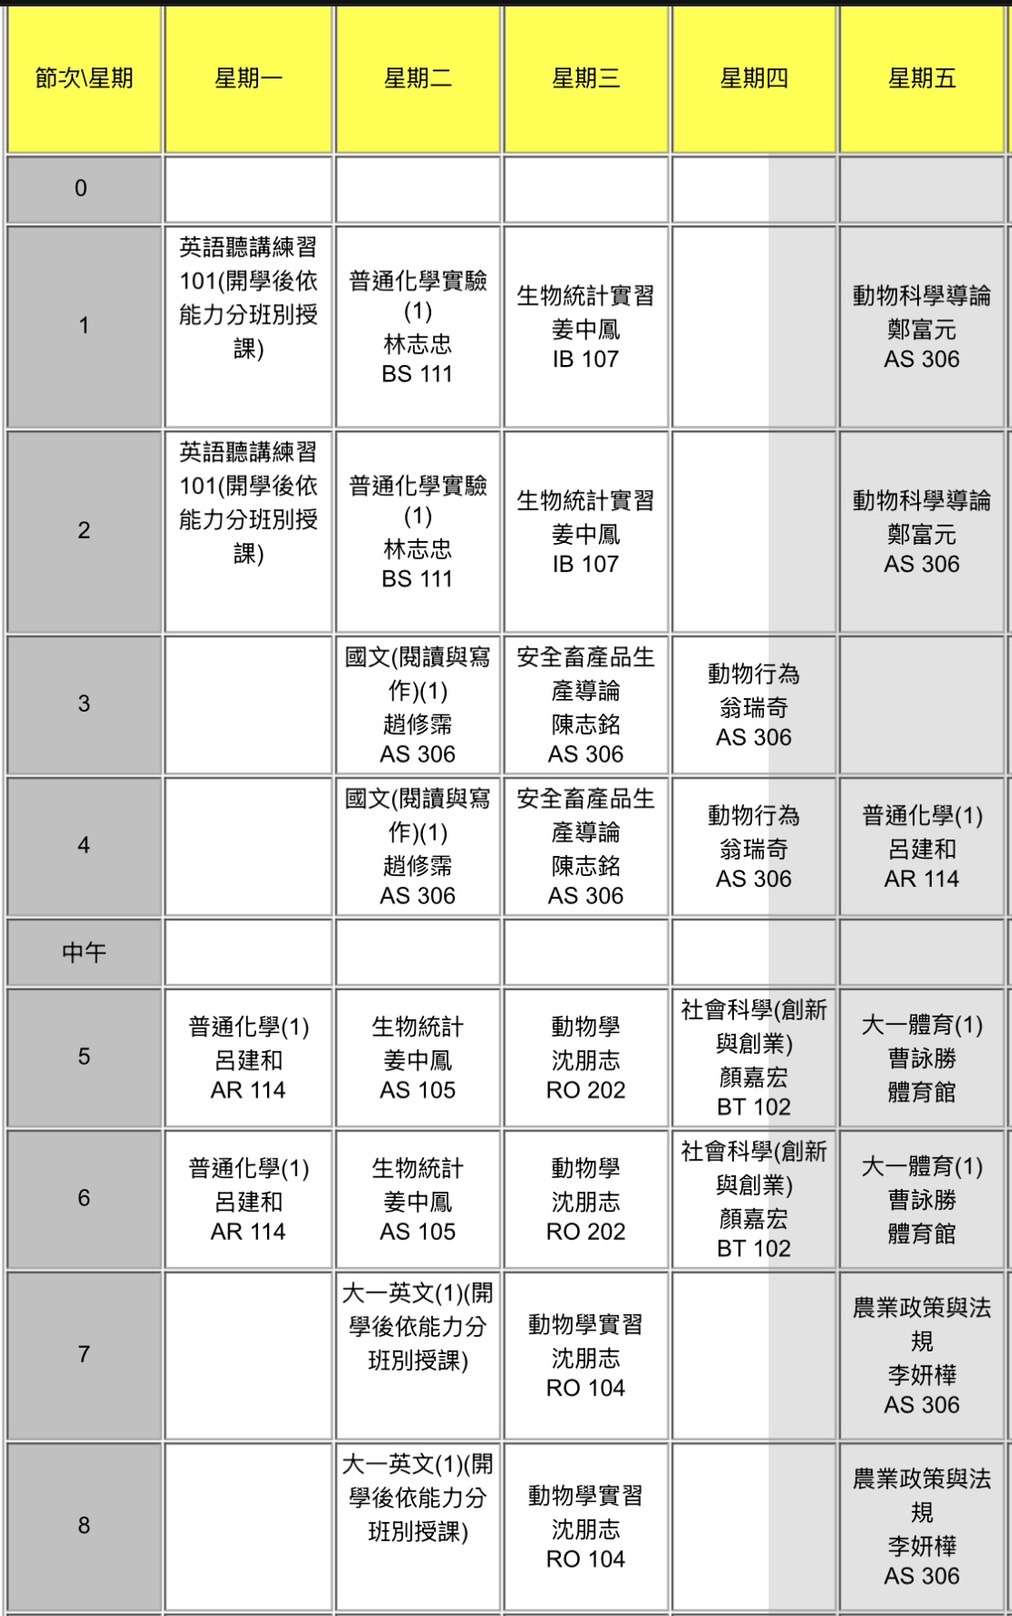 節次\星期 星期一 星期二 星期三 星期四 星期五
0
1
英語聽講練習
101(開學後依
能力分班別授
課)
普通化學實驗
(1)
林志忠
BS 111
生物統計實習
姜中鳳
IB 107
動物科學導論
鄭富元
AS 306
2
英語聽講練習
101(開學後依
能力分班別授
課)
普通化學實驗
(1)
林志忠
BS 111
生物統計實習
姜中鳳
IB 107
動物科學導論
鄭富元
AS 306
3
國文(閱讀與寫
作)(1)
趙修霈
AS 306
安全畜產品生
產導論
陳志銘
AS 306
動物行為
翁瑞奇
AS 306
4
國文(閱讀與寫
作)(1)
趙修霈
AS 306
安全畜產品生
產導論
陳志銘
AS 306
動物行為
翁瑞奇
AS 306
普通化學(1)
呂建和
AR 114
中午
5
普通化學(1)
呂建和
AR 114
生物統計
姜中鳳
AS 105
動物學
沈朋志
RO 202
社會科學(創新
與創業)
顏嘉宏
BT 102
大一體育(1)
曹詠勝
體育館
6
普通化學(1)
呂建和
AR 114
生物統計
姜中鳳
AS 105
動物學
沈朋志
RO 202
社會科學(創新
與創業)
顏嘉宏
BT 102
大一體育(1)
曹詠勝
體育館
7
大一英文(1)(開
學後依能力分
班別授課)
動物學實習
沈朋志
RO 104
農業政策與法
規
李妍樺
AS 306
8
大一英文(1)(開
學後依能力分
班別授課)
動物學實習
沈朋志
RO 104
農業政策與法
規
李妍樺
AS 306